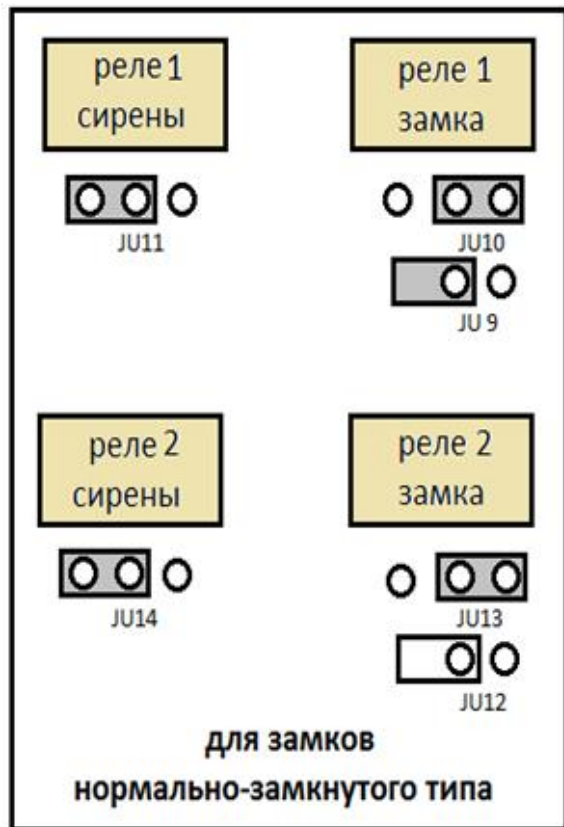 реле 1
сирены
реле 1
замка
JU11
JU10
JU 9
реле 2
сирены
реле 2
замка
JU14
JU13
JU12
для замков
нормально-замкнутого типа